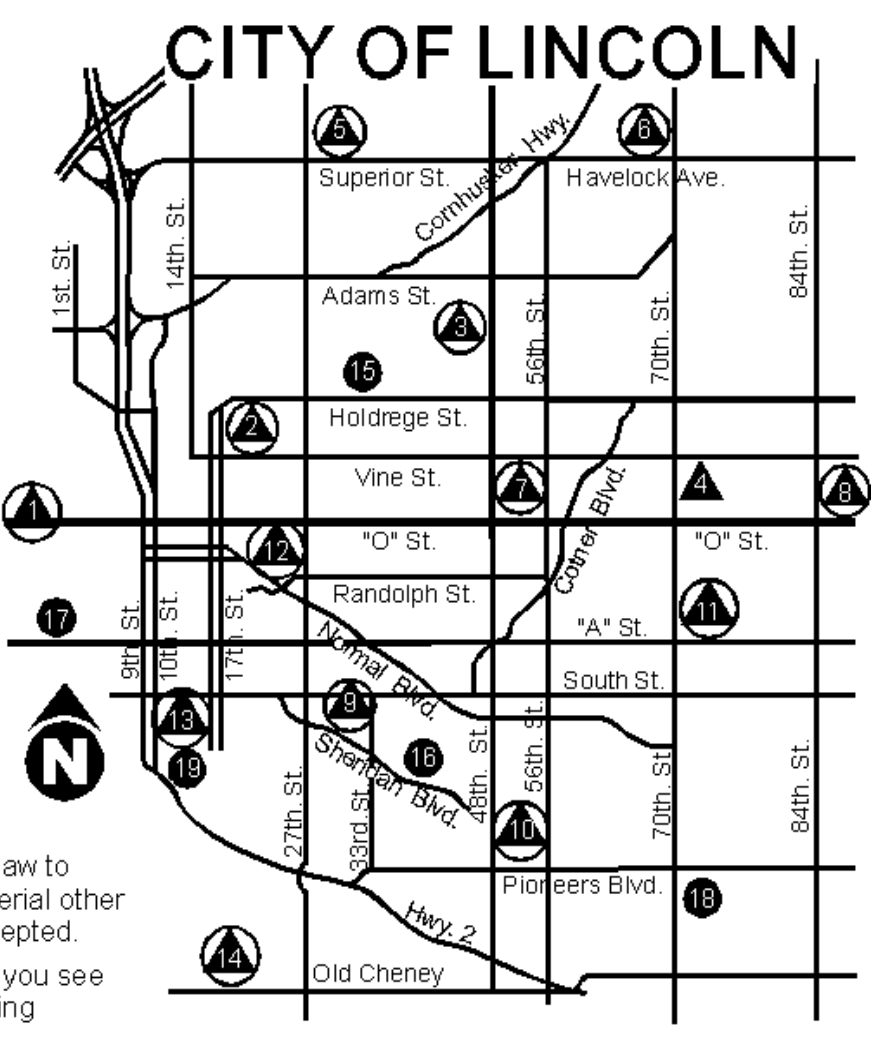 CITY OF LINCOLN
5
6
Cornhusker Hwy.
Superior St.
Havelock Ave.
14th. St.
84th. St.
1st. St.
Adams St.
3
56th. St.
70th. St.
15
2
Holdrege St.
Vine St.
7
Cotner Blvd.
4
8
1
"O" St.
"O" St.
12
Randolph St.
17
9th. St.
10th. St.
17th. St.
"A" St.
11
Normal Blvd.
South St.
13
9
N
19
Sheridan Blvd.
16
48th. St.
56th. St.
70th. St
84th. St.
27th. St.
33rd. St.
10
aw to
erial other
epted.
Pioneers Blvd.
18
Hwy. 2
14
you see
ing
Old Cheney